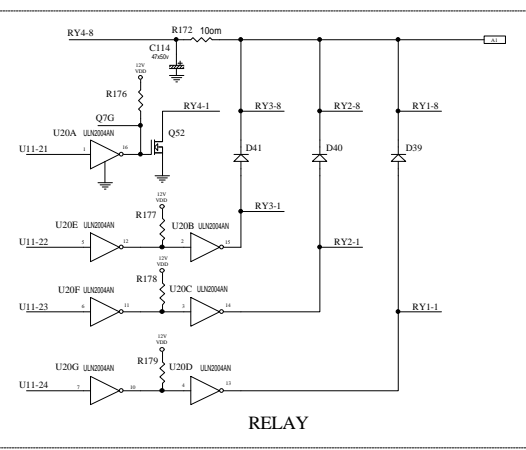 RY4-8
R172 10om
A1
C114
47x50v
12V
VDD
R176
RY4-1
RY3-8
RY2-8
RY1-8
Q7G
U20A ULN2004AN
Q52
U11-21
1
16
D41
D40
D39
12V
VDD
R177
RY3-1
U20E ULN2004AN
U20B ULN2004AN
U11-22
5
12
2
15
RY2-1
12V
VDD
R178
U20F ULN2004AN
U20C ULN2004AN
U11-23
6
11
3
14
RY1-1
12V
VDD
R179
U20G ULN2004AN
U20D ULN2004AN
U11-24
7
10
4
13
RELAY